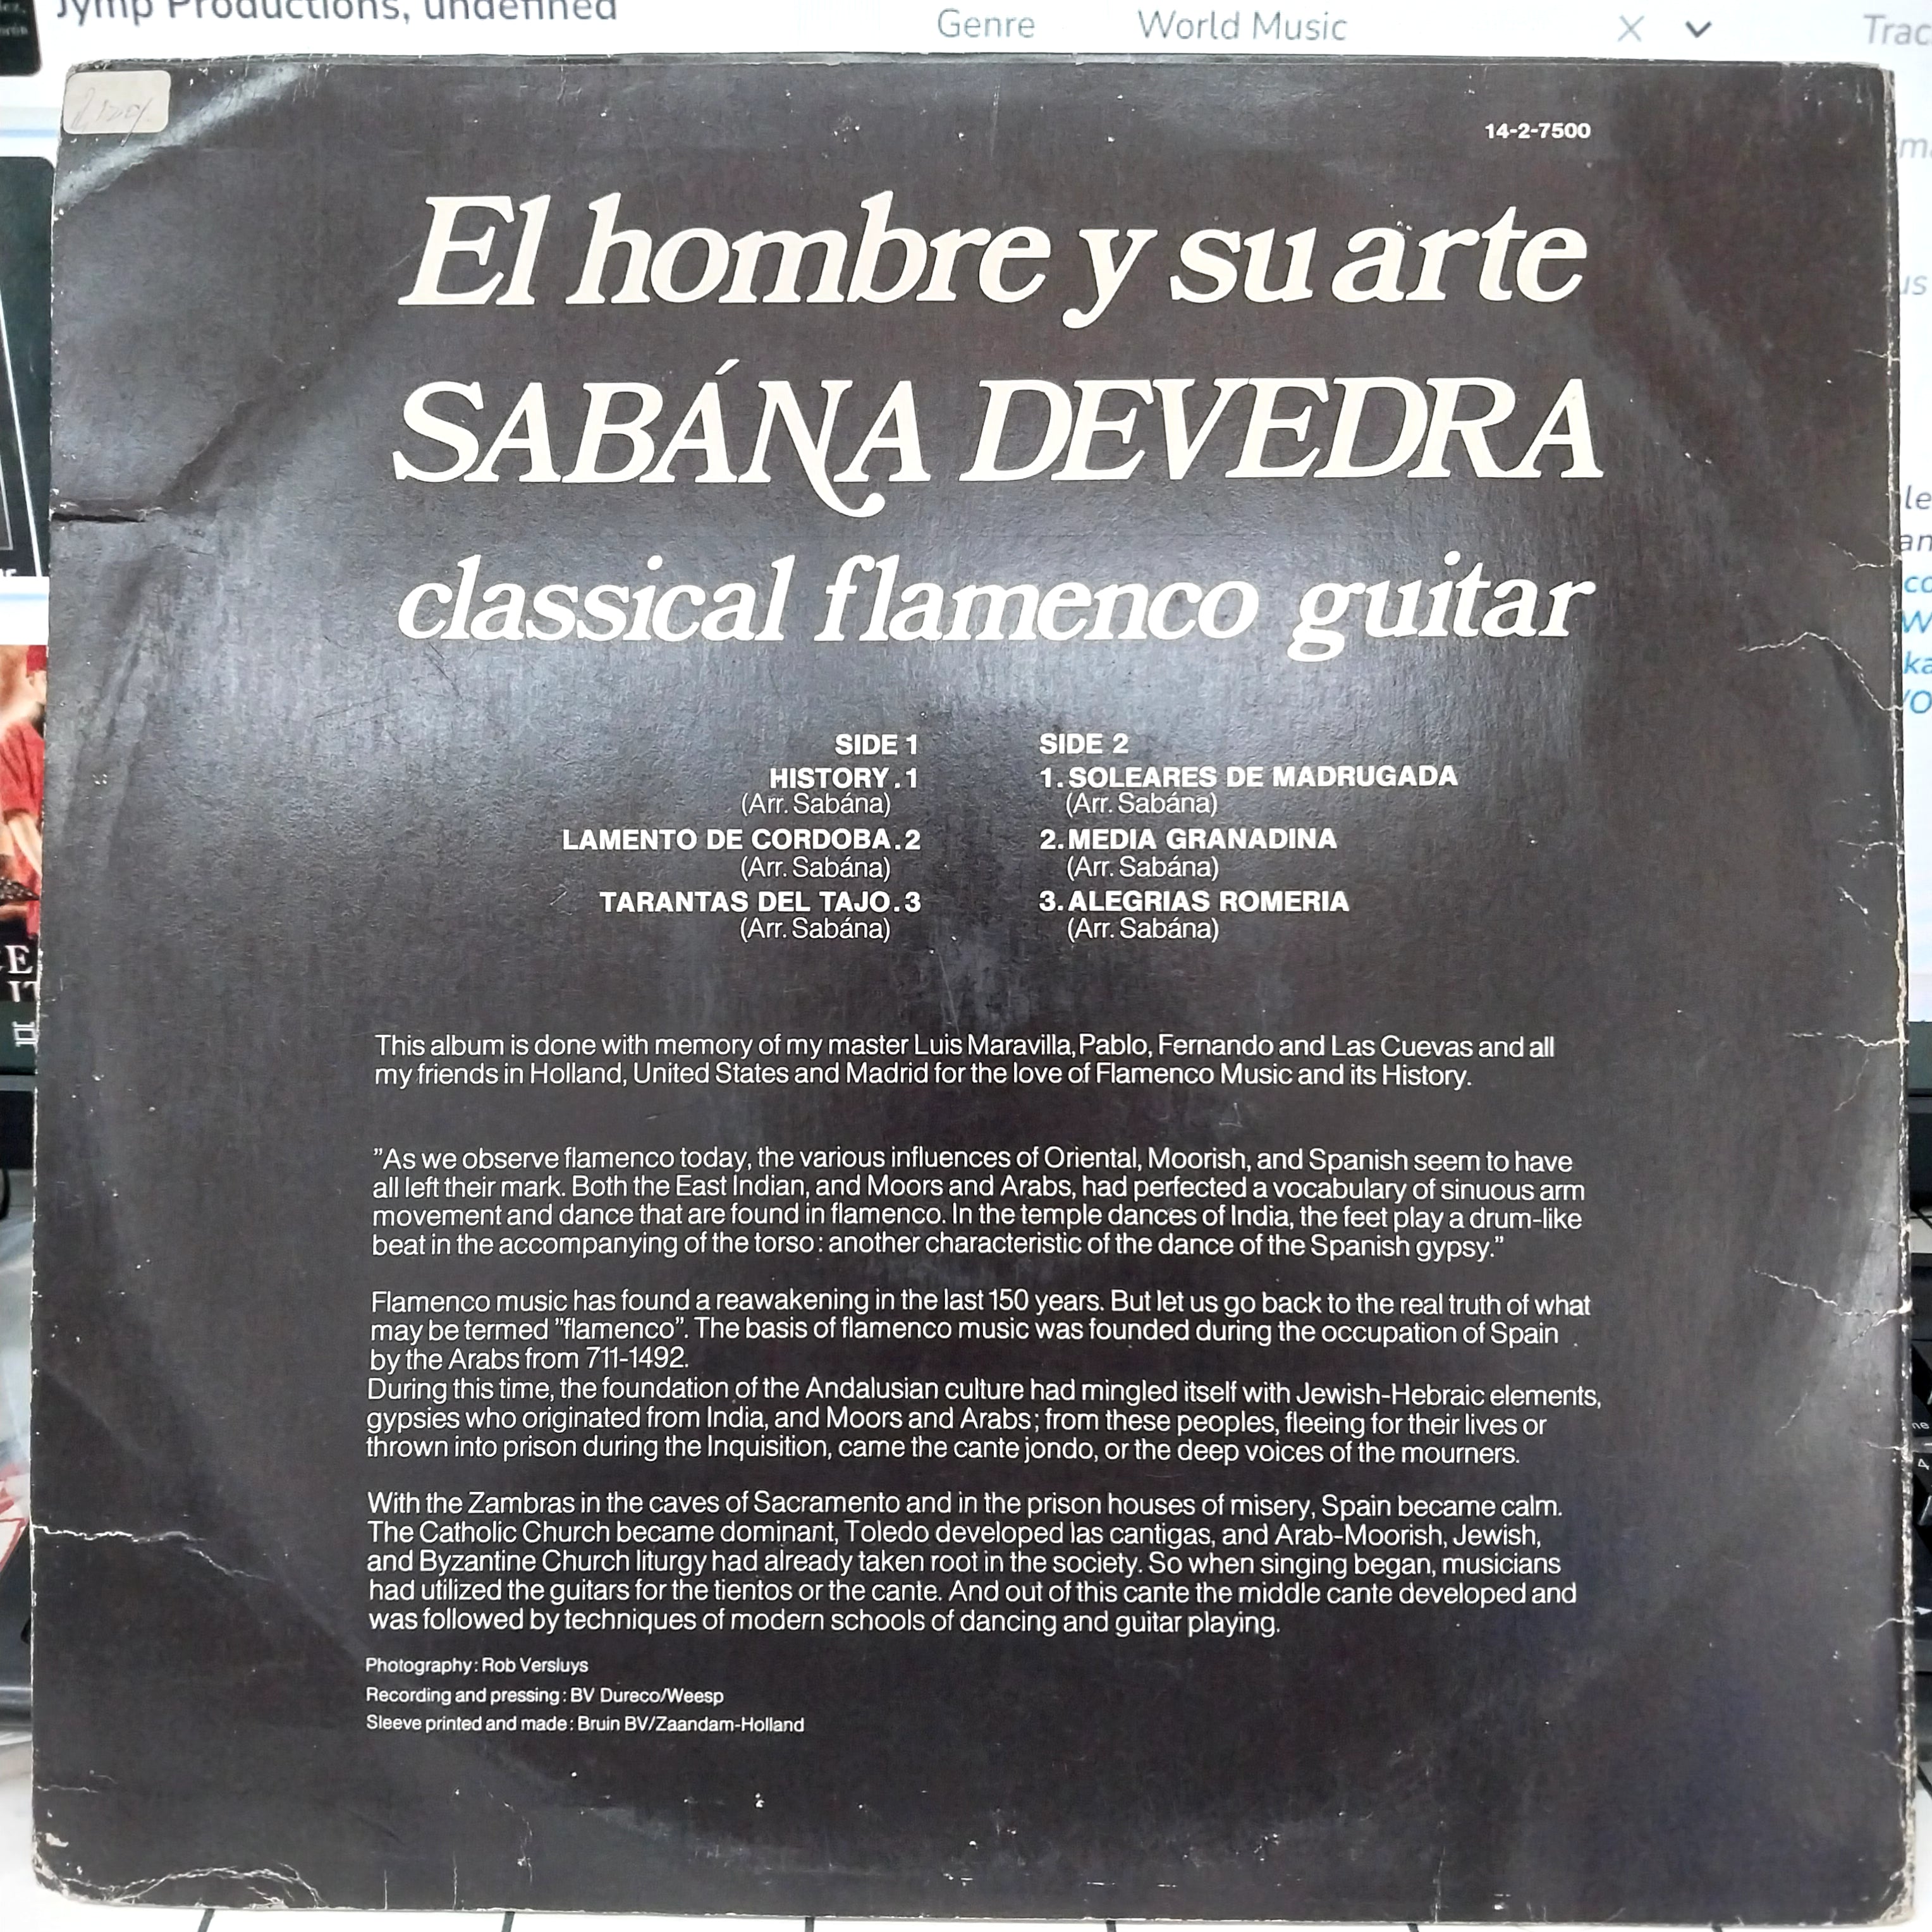 Jymp Productions, undefined
Genre World Music
Trac
14-2-7500
El hombre y su arte
SABÁNA DEVEDRA
classical flamenco guitar
SIDE 1
HISTORY.1
(Arr. Sabána)
LAMENTO DE CORDOBA.2
(Arr. Sabána)
TARANTAS DEL TAJO.3
(Arr. Sabána)
SIDE 2
1. SOLEARES DE MADRUGADA
(Arr. Sabána)
2. MEDIA GRANADINA
(Arr. Sabána)
3. ALEGRIAS ROMERIA
(Arr. Sabána)
This album is done with memory of my master Luis Maravilla, Pablo, Fernando and Las Cuevas and all
my friends in Holland, United States and Madrid for the love of Flamenco Music and its History.
"As we observe flamenco today, the various influences of Oriental, Moorish, and Spanish seem to have
all left their mark. Both the East Indian, and Moors and Arabs, had perfected a vocabulary of sinuous arm
movement and dance that are found in flamenco. In the temple dances of India, the feet play a drum-like
beat in the accompanying of the torso: another characteristic of the dance of the Spanish gypsy."
Flamenco music has found a reawakening in the last 150 years. But let us go back to the real truth of what
may be termed "flamenco". The basis of flamenco music was founded during the occupation of Spain
by the Arabs from 711-1492.
During this time, the foundation of the Andalusian culture had mingled itself with Jewish-Hebraic elements,
gypsies who originated from India, and Moors and Arabs; from these peoples, fleeing for their lives or
thrown into prison during the Inquisition, came the cante jondo, or the deep voices of the mourners.
With the Zambras in the caves of Sacramento and in the prison houses of misery, Spain became calm.
The Catholic Church became dominant, Toledo developed las cantigas, and Arab-Moorish, Jewish,
and Byzantine Church liturgy had already taken root in the society. So when singing began, musicians
had utilized the guitars for the tientos or the cante. And out of this cante the middle cante developed and
was followed by techniques of modern schools of dancing and guitar playing.
Photography: Rob Versluys
Recording and pressing: BV Dureco/Weesp
Sleeve printed and made: Bruin BV/Zaandam-Holland